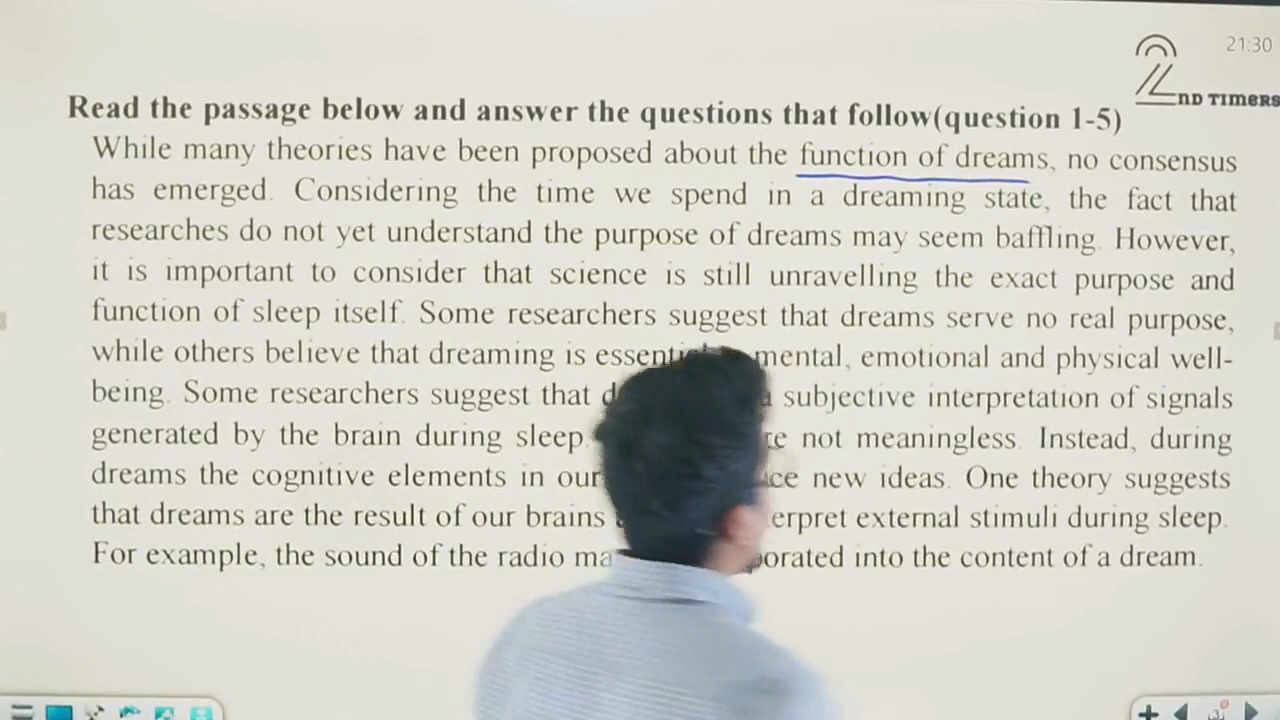 21:30
2ND TIMERS
Read the passage below and answer the questions that follow(question 1-5)
While many theories have been proposed about the function of dreams, no consensus
has emerged. Considering the time we spend in a dreaming state, the fact that
researches do not yet understand the purpose of dreams may seem baffling. However,
it is important to consider that science is still unravelling the exact purpose and
function of sleep itself. Some researchers suggest that dreams serve no real purpose,
while others believe that dreaming is mental, emotional and physical well-
being. Some researchers suggest that subjective interpretation of signals
generated by the brain during sleep. not meaningless. Instead, during
dreams the cognitive elements in our new ideas. One theory suggests
that dreams are the result of our brains external stimuli during sleep.
For example, the sound of the radio into the content of a dream.